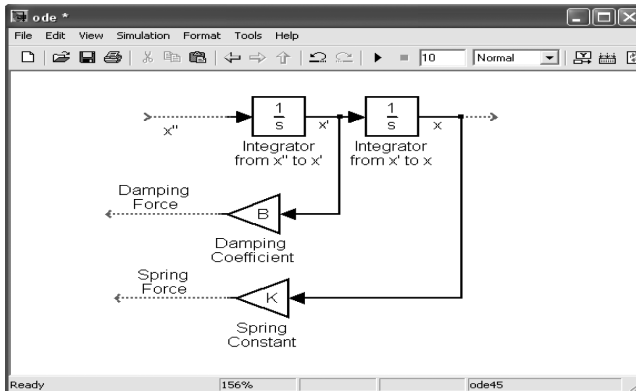 ode *
File Edit View Simulation Format Tools Help
10 Normal
x'' 1/s x' 1/s x
Integrator from x'' to x'
Integrator from x' to x
Damping Force
B
Damping Coefficient
Spring Force
K
Spring Constant
Ready 156% ode45